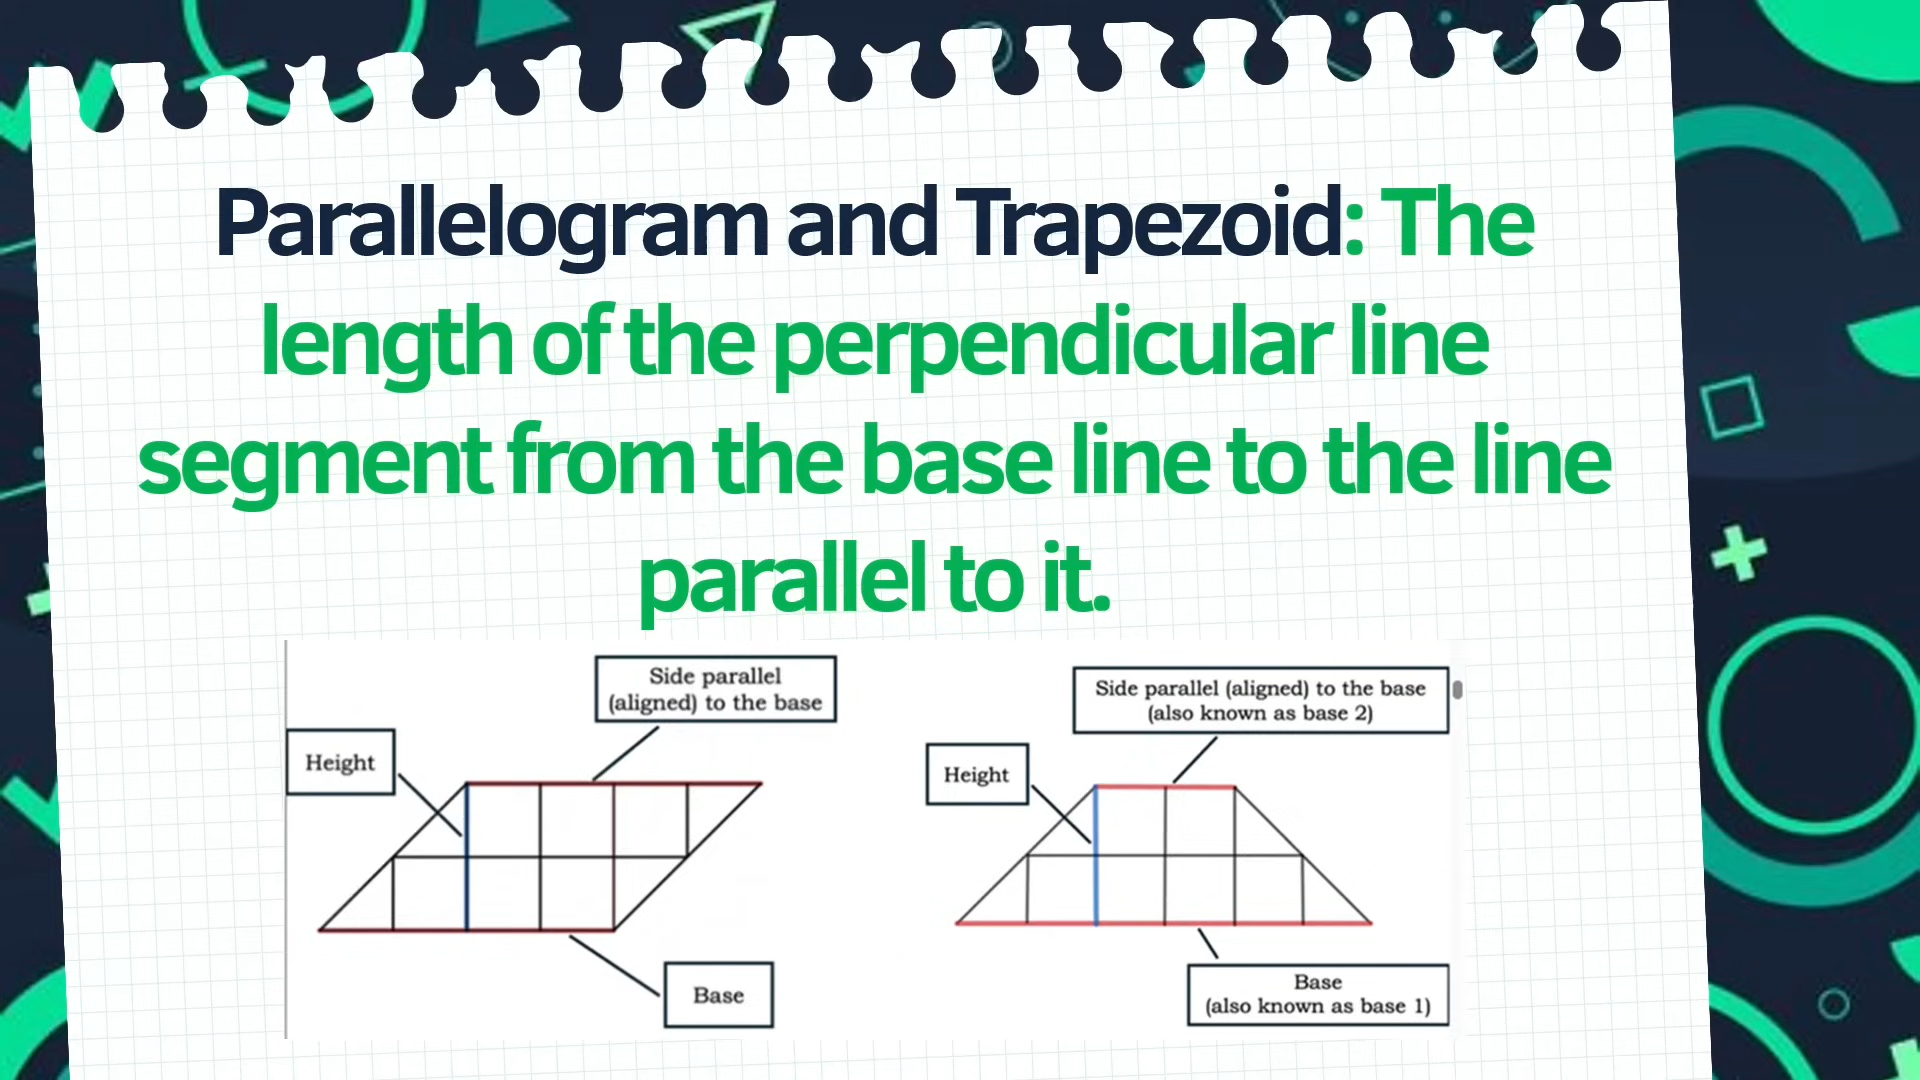 Parallelogram and Trapezoid: The
length of the perpendicular line
segment from the base line to the line
parallel to it.
Side parallel
(aligned) to the base
Height
Base
Side parallel (aligned) to the base
(also known as base 2)
Height
Base
(also known as base 1)